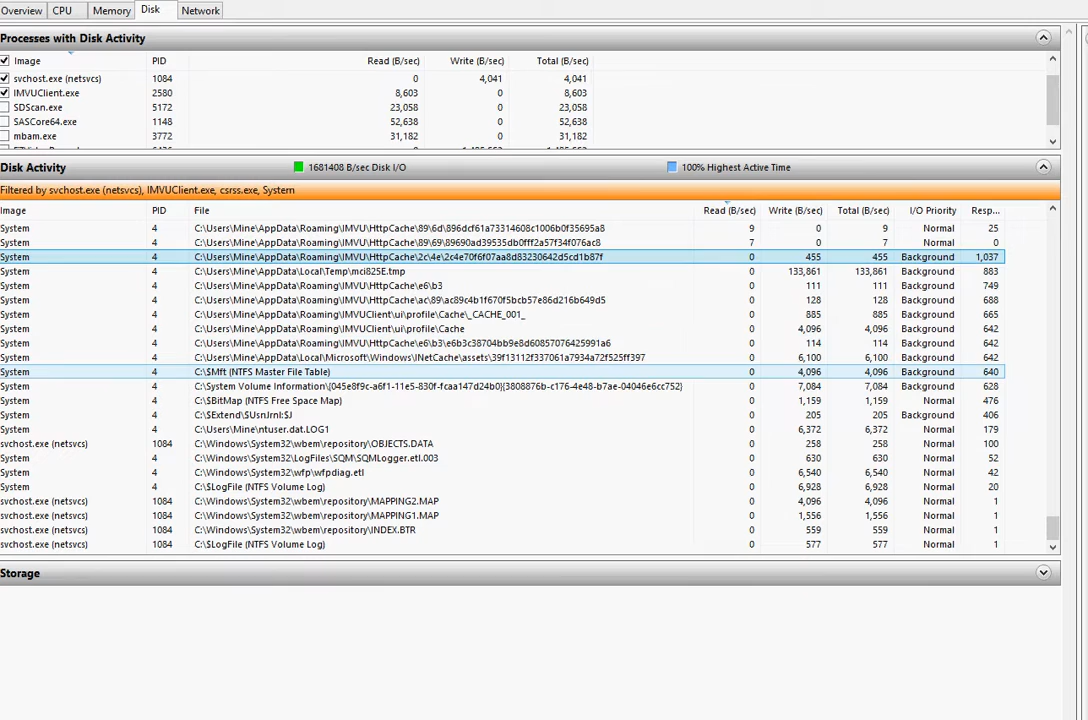 Overview CPU Memory Disk Network
Processes with Disk Activity
Image PID Read (B/sec) Write (B/sec) Total (B/sec)
svchost.exe (netsvcs) 1084 0 4,041 4,041
IMVUClient.exe 2580 8,603 0 8,603
SDScan.exe 5172 23,058 0 23,058
SASCore64.exe 1148 52,638 0 52,638
mbam.exe 3772 31,182 0 31,182
Disk Activity 1681408 B/sec Disk I/O 100% Highest Active Time
Filtered by svchost.exe (netsvcs), IMVUClient.exe, csrss.exe, System
Image PID File Read (B/sec) Write (B/sec) Total (B/sec) I/O Priority Resp...
System 4 C:\Users\Mine\AppData\Roaming\IMVU\HttpCache\89\6d\896dcf61a73314608c1006b0f35695a8 9 0 9 Normal 25
System 4 C:\Users\Mine\AppData\Roaming\IMVU\HttpCache\89\69\89690ad39535db0fff2a57f34f076ac8 7 0 7 Normal 0
System 4 C:\Users\Mine\AppData\Roaming\IMVU\HttpCache\2c\4e\2c4e70f6f07aa8d83230642d5cd1b87f 0 455 455 Background 1,037
System 4 C:\Users\Mine\AppData\Local\Temp\mci825E.tmp 0 133,861 133,861 Background 883
System 4 C:\Users\Mine\AppData\Roaming\IMVU\HttpCache\e6\b3 0 111 111 Background 749
System 4 C:\Users\Mine\AppData\Roaming\IMVU\HttpCache\ac\89\ac89c4b1f670f5bcb57e86d216b649d5 0 128 128 Background 688
System 4 C:\Users\Mine\AppData\Roaming\IMVUClient\ui\profile\Cache\_CACHE_001_ 0 885 885 Background 665
System 4 C:\Users\Mine\AppData\Roaming\IMVUClient\ui\profile\Cache 0 4,096 4,096 Background 642
System 4 C:\Users\Mine\AppData\Roaming\IMVU\HttpCache\e6\b3\e6b3c38704bb9e8d60857076425991a6 0 114 114 Background 642
System 4 C:\Users\Mine\AppData\Local\Microsoft\Windows\INetCache\assets\39f13112f337061a7934a72f525ff397 0 6,100 6,100 Background 642
System 4 C:\$Mft (NTFS Master File Table) 0 4,096 4,096 Background 640
System 4 C:\System Volume Information\{045e8f9c-a6f1-11e5-830f-fcaa147d24b0}{3808876b-c176-4e48-b7ae-04046e6cc752} 0 7,084 7,084 Background 628
System 4 C:\$BitMap (NTFS Free Space Map) 0 1,159 1,159 Normal 476
System 4 C:\$Extend\$UsnJrnl:$J 0 205 205 Background 406
System 4 C:\Users\Mine\ntuser.dat.LOG1 0 6,372 6,372 Normal 179
svchost.exe (netsvcs) 1084 C:\Windows\System32\wbem\repository\OBJECTS.DATA 0 258 258 Normal 100
System 4 C:\Windows\System32\LogFiles\SQM\SQMLogger.etl.003 0 630 630 Normal 52
System 4 C:\Windows\System32\wfp\wfpdiag.etl 0 6,540 6,540 Normal 42
System 4 C:\$LogFile (NTFS Volume Log) 0 6,928 6,928 Normal 20
svchost.exe (netsvcs) 1084 C:\Windows\System32\wbem\repository\MAPPING2.MAP 0 4,096 4,096 Normal 1
svchost.exe (netsvcs) 1084 C:\Windows\System32\wbem\repository\MAPPING1.MAP 0 1,556 1,556 Normal 1
svchost.exe (netsvcs) 1084 C:\Windows\System32\wbem\repository\INDEX.BTR 0 559 559 Normal 1
svchost.exe (netsvcs) 1084 C:\$LogFile (NTFS Volume Log) 0 577 577 Normal 1
Storage